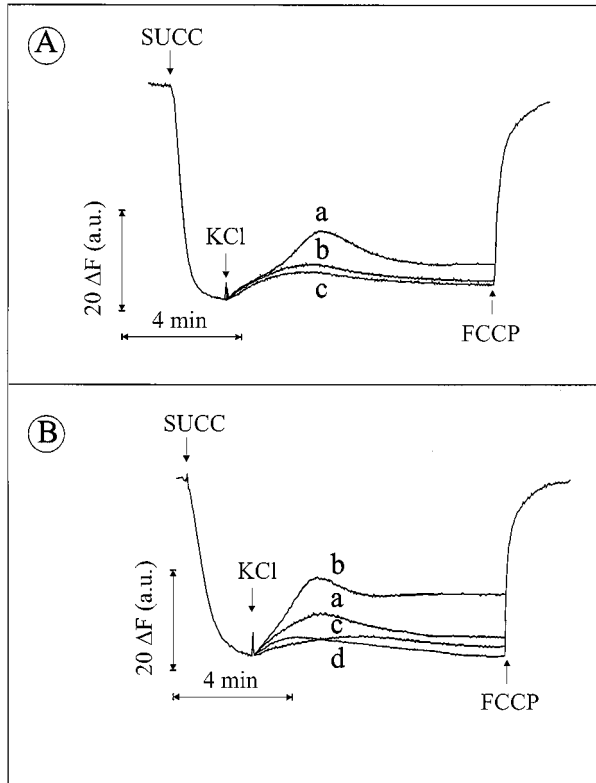 A
SUCC
KCl
a
b
c
20 ΔF (a.u.)
4 min
FCCP
B
SUCC
KCl
b
a
c
d
20 ΔF (a.u.)
4 min
FCCP